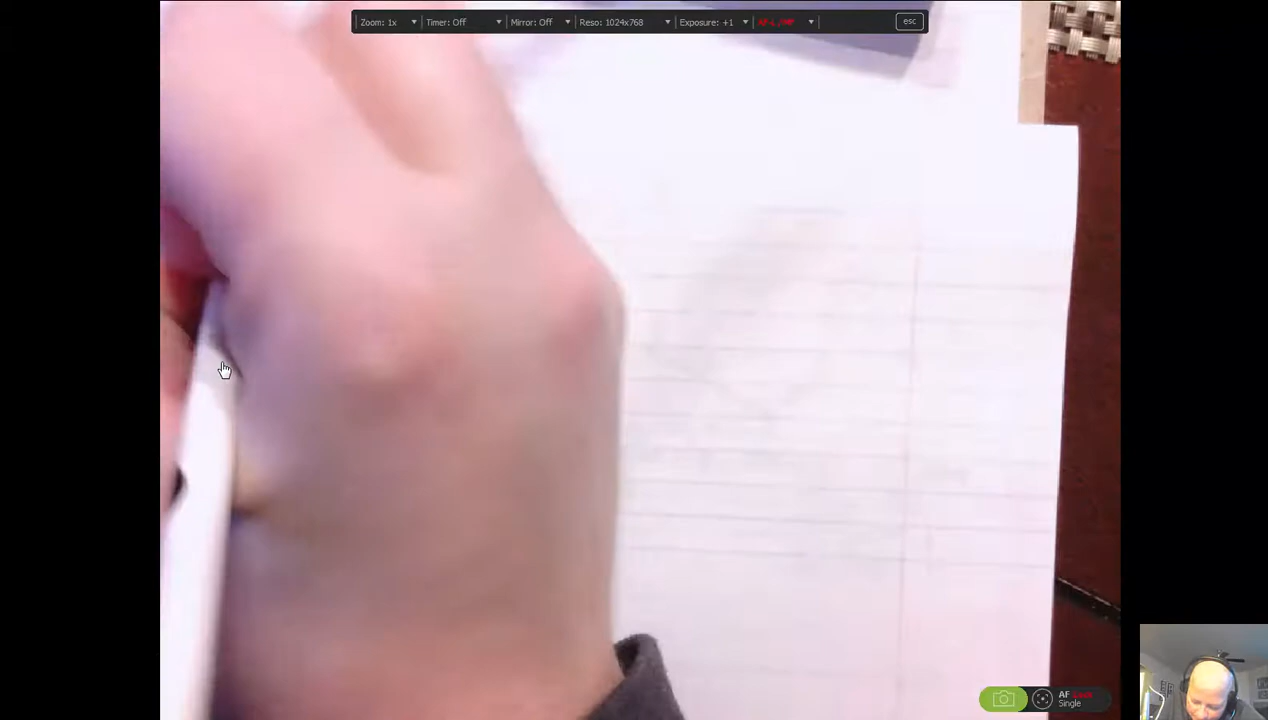 Zoom: 1x Timer: Off Mirror: Off Reso: 1024x768 Exposure: +1 esc
AF
Single